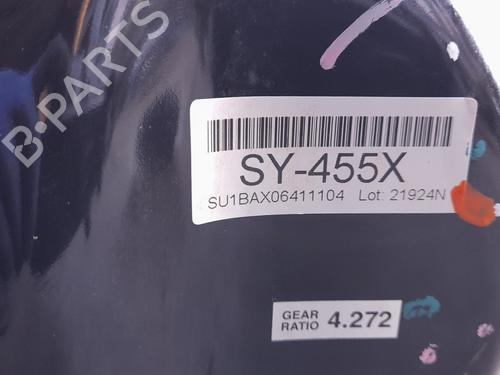 B-PARTS
SY-455X
SU1BAX06411104 Lot: 21924N
GEAR
RATIO 4.272